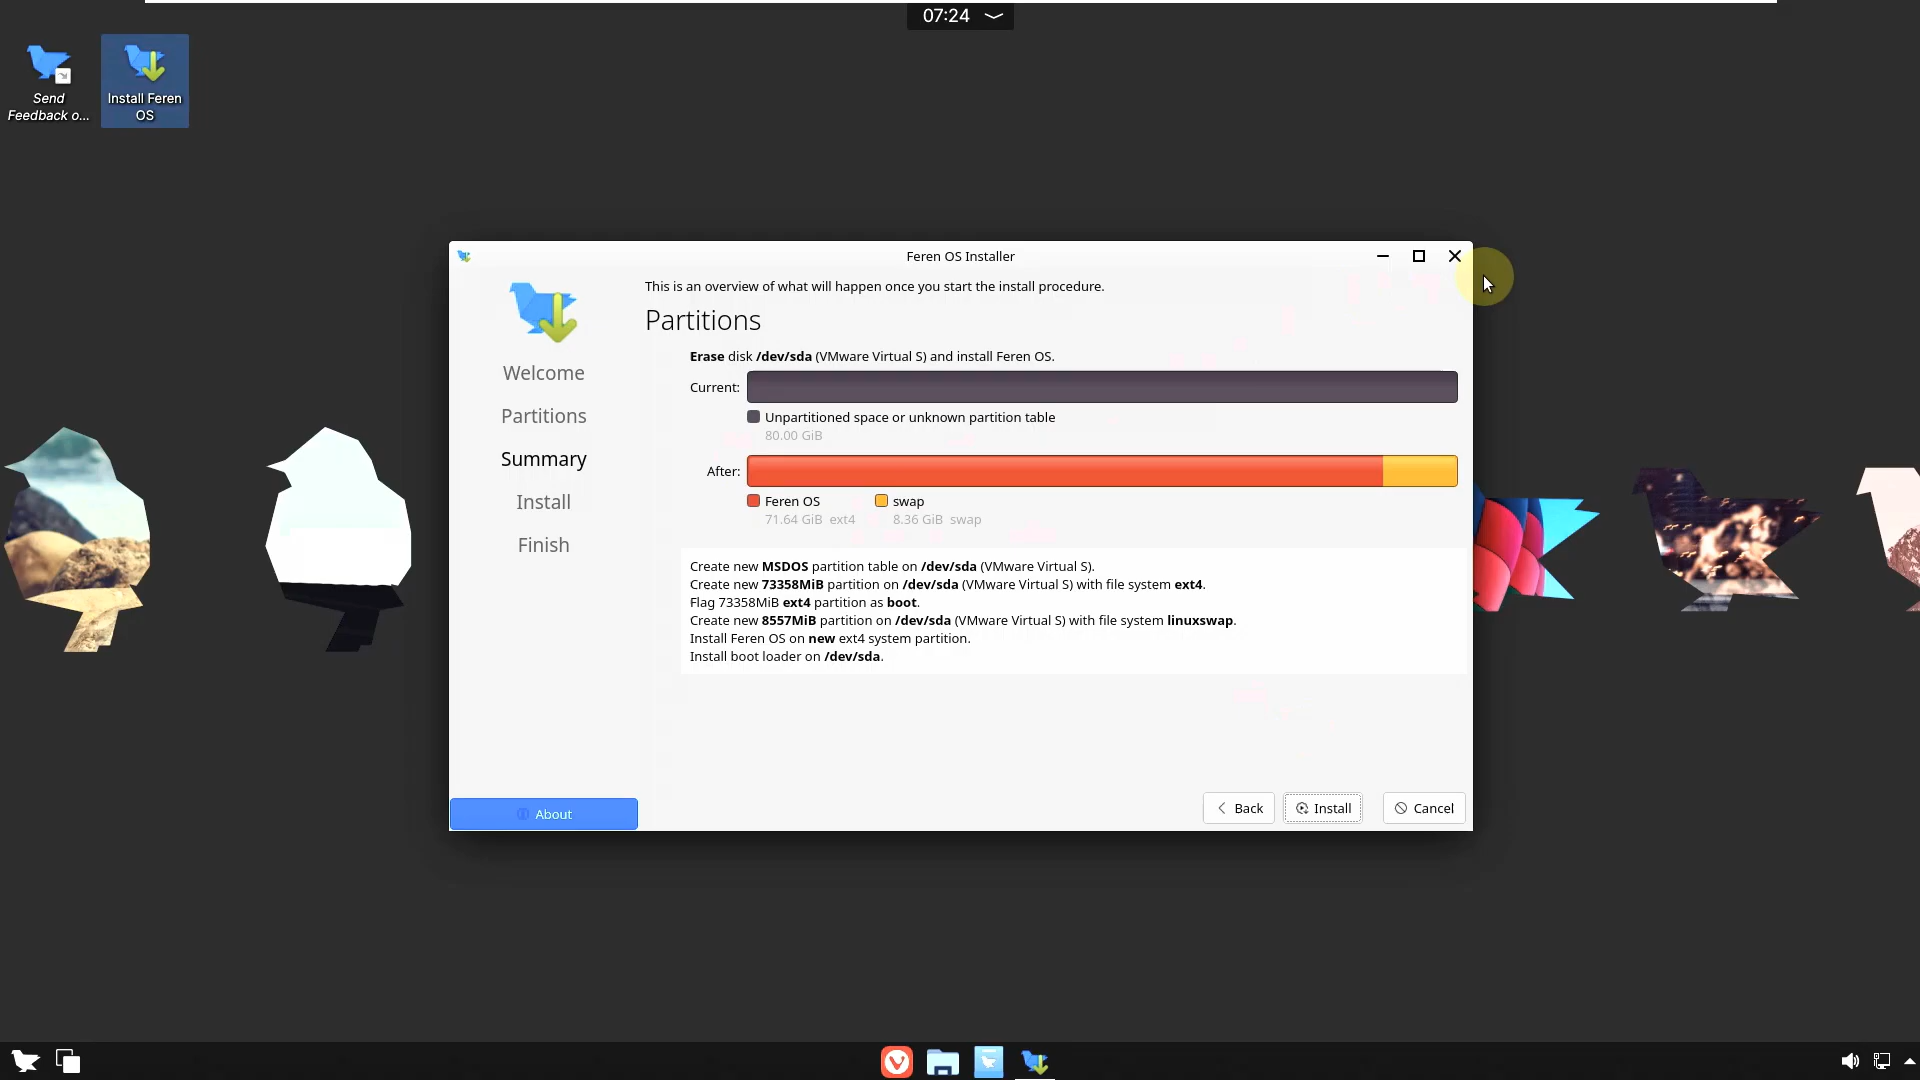 07:24
Send
Feedback o...
Install Feren
OS
Feren OS Installer
This is an overview of what will happen once you start the install procedure.
Partitions
Welcome
Partitions
Summary
Install
Finish
Erase disk /dev/sda (VMware Virtual S) and install Feren OS.
Current:
Unpartitioned space or unknown partition table
80.00 GiB
After:
Feren OS
71.64 GiB ext4
swap
8.36 GiB swap
Create new MSDOS partition table on /dev/sda (VMware Virtual S).
Create new 73358MiB partition on /dev/sda (VMware Virtual S) with file system ext4.
Flag 73358MiB ext4 partition as boot.
Create new 8557MiB partition on /dev/sda (VMware Virtual S) with file system linuxswap.
Install Feren OS on new ext4 system partition.
Install boot loader on /dev/sda.
About
Back
Install
Cancel